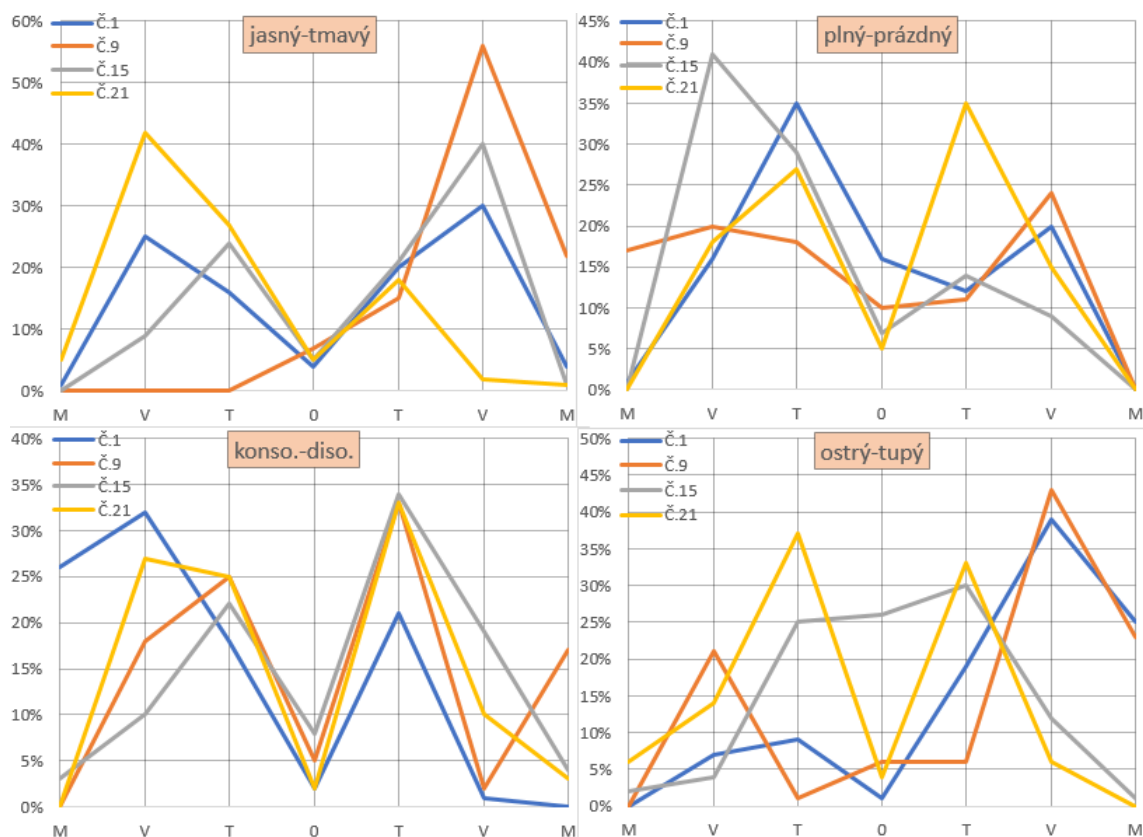 jasný-tmavý
Č.1
Č.9
Č.15
Č.21
60%
50%
40%
30%
20%
10%
0%
M V T 0 T V M
plný-prázdný
Č.1
Č.9
Č.15
Č.21
45%
40%
35%
30%
25%
20%
15%
10%
5%
0%
M V T 0 T V M
konso.-diso.
Č.1
Č.9
Č.15
Č.21
40%
35%
30%
25%
20%
15%
10%
5%
0%
M V T 0 T V M
ostrý-tupý
Č.1
Č.9
Č.15
Č.21
50%
45%
40%
35%
30%
25%
20%
15%
10%
5%
0%
M V T 0 T V M